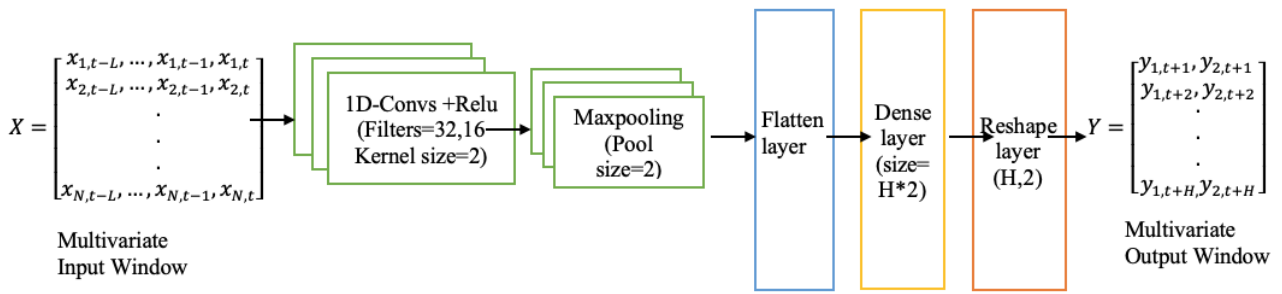 X =
x1,t−L, ..., x1,t−1, x1,t
x2,t−L, ..., x2,t−1, x2,t
.
.
.
xN,t−L, ..., xN,t−1, xN,t
Multivariate
Input Window
1D-Convs +Relu
(Filters=32,16
Kernel size=2)
Maxpooling
(Pool
size=2)
Flatten
layer
Dense
layer
(size=
H*2)
Reshape
layer
(H,2)
Y =
y1,t+1, y2,t+1
y1,t+2, y2,t+2
.
.
.
y1,t+H, y2,t+H
Multivariate
Output Window